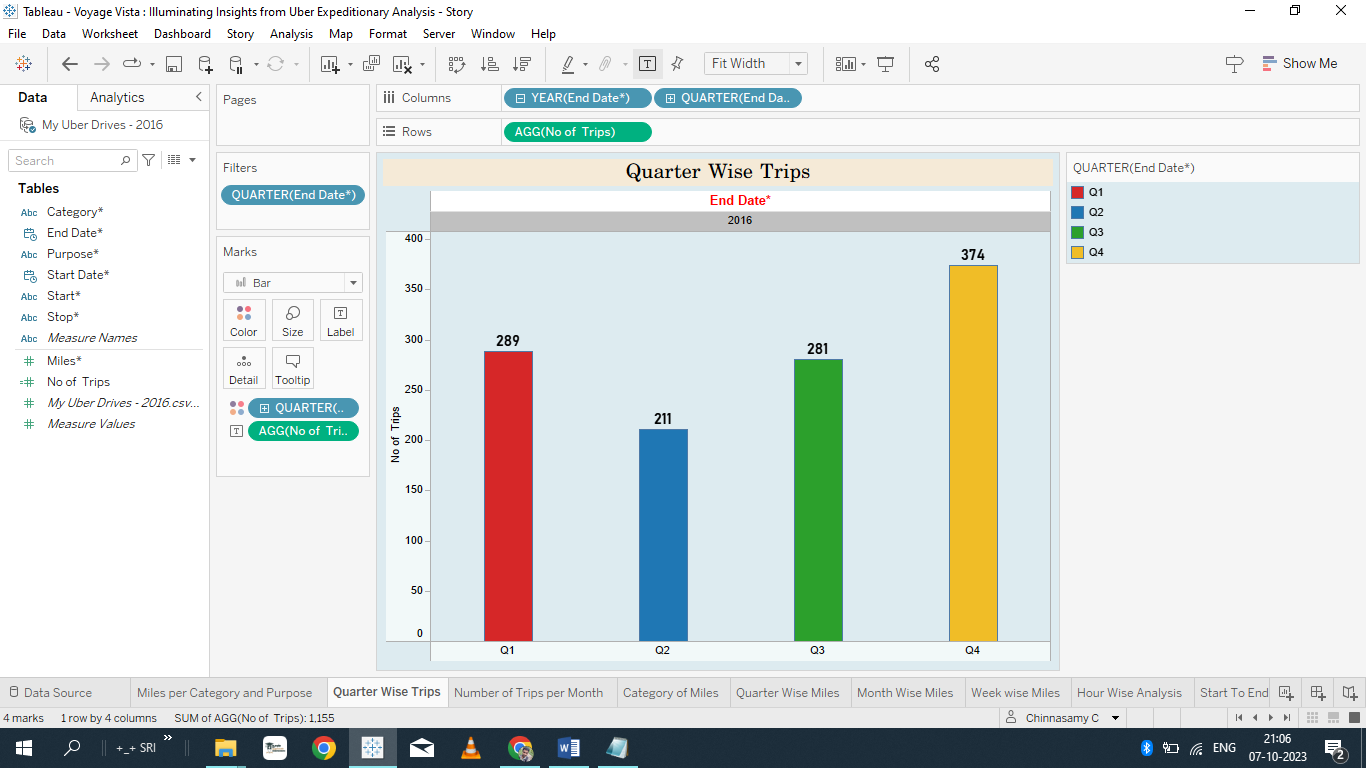 Tableau - Voyage Vista : Illuminating Insights from Uber Expeditionary Analysis - Story
File Data Worksheet Dashboard Story Analysis Map Format Server Window Help
Fit Width
Show Me
Data Analytics
My Uber Drives - 2016
Search
Tables
Abc Category*
End Date*
Abc Purpose*
Start Date*
Abc Start*
Abc Stop*
Abc Measure Names
Miles*
No of Trips
My Uber Drives - 2016.csv...
Measure Values
Pages
Filters
QUARTER(End Date*)
Marks
Bar
Color Size Label
Detail Tooltip
QUARTER(..
AGG(No of Tri..
Columns YEAR(End Date*) QUARTER(End Da..
Rows AGG(No of Trips)
Quarter Wise Trips
End Date*
2016
No of Trips
400
350
300
250
200
150
100
50
0
289
211
281
374
Q1 Q2 Q3 Q4
QUARTER(End Date*)
Q1
Q2
Q3
Q4
Data Source Miles per Category and Purpose Quarter Wise Trips Number of Trips per Month Category of Miles Quarter Wise Miles Month Wise Miles Week wise Miles Hour Wise Analysis Start To End
4 marks 1 row by 4 columns SUM of AGG(No of Trips): 1,155 Chinnasamy C
+_+ SRI » ENG 21:06
07-10-2023 2